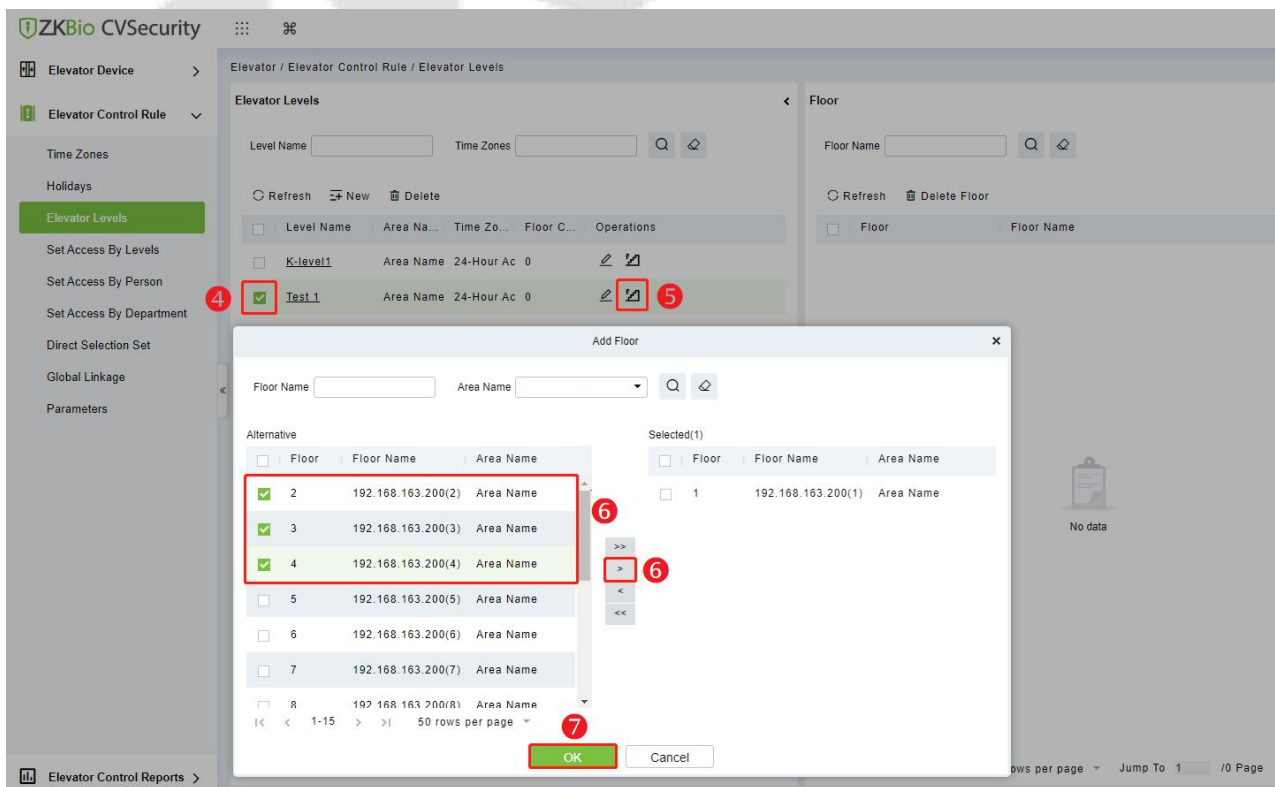 ZKBio CVSecurity
Elevator Device
Elevator Control Rule
Time Zones
Holidays
Elevator Levels
Set Access By Levels
Set Access By Person
Set Access By Department
Direct Selection Set
Global Linkage
Parameters
Elevator Control Reports
Elevator / Elevator Control Rule / Elevator Levels
Elevator Levels
Level Name Time Zones
Refresh New Delete
Level Name Area Na... Time Zo... Floor C... Operations
K-level1 Area Name 24-Hour Ac 0
4 Test 1 Area Name 24-Hour Ac 0 5
Floor
Floor Name
Refresh Delete Floor
Floor Floor Name
No data
ows per page Jump To 1 /0 Page
Add Floor
Floor Name Area Name
Alternative
Floor Floor Name Area Name
2 192.168.163.200(2) Area Name
3 192.168.163.200(3) Area Name
4 192.168.163.200(4) Area Name
5 192.168.163.200(5) Area Name
6 192.168.163.200(6) Area Name
7 192.168.163.200(7) Area Name
8 192.168.163.200(8) Area Name
|< < 1-15 > >| 50 rows per page
6
>>
> 6
<
<<
Selected(1)
Floor Floor Name Area Name
1 192.168.163.200(1) Area Name
7
OK Cancel